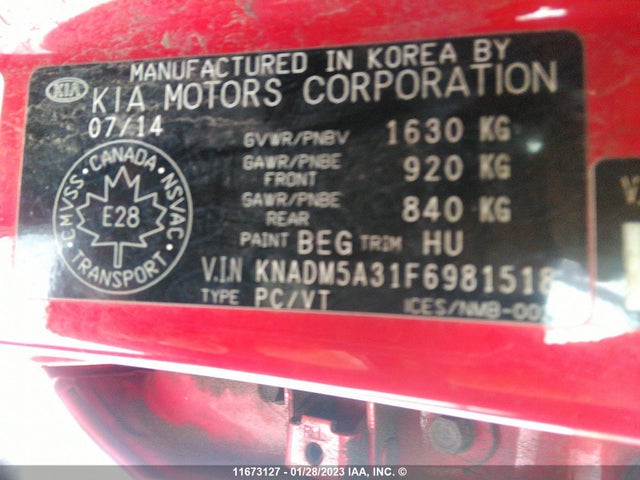 MANUFACTURED IN KOREA BY
KIA KIA MOTORS CORPORATION
07/14
GVWR/PNBV 1630 KG
GAWR/PNBE FRONT 920 KG
GAWR/PNBE REAR 840 KG
PAINT BEG TRIM HU
V.I.N KNADM5A31F6981518
TYPE PC/VT
CMVSS • CANADA • NSVAC
E28
TRANSPORT
11673127 - 01/28/2023 IAA, INC. ©